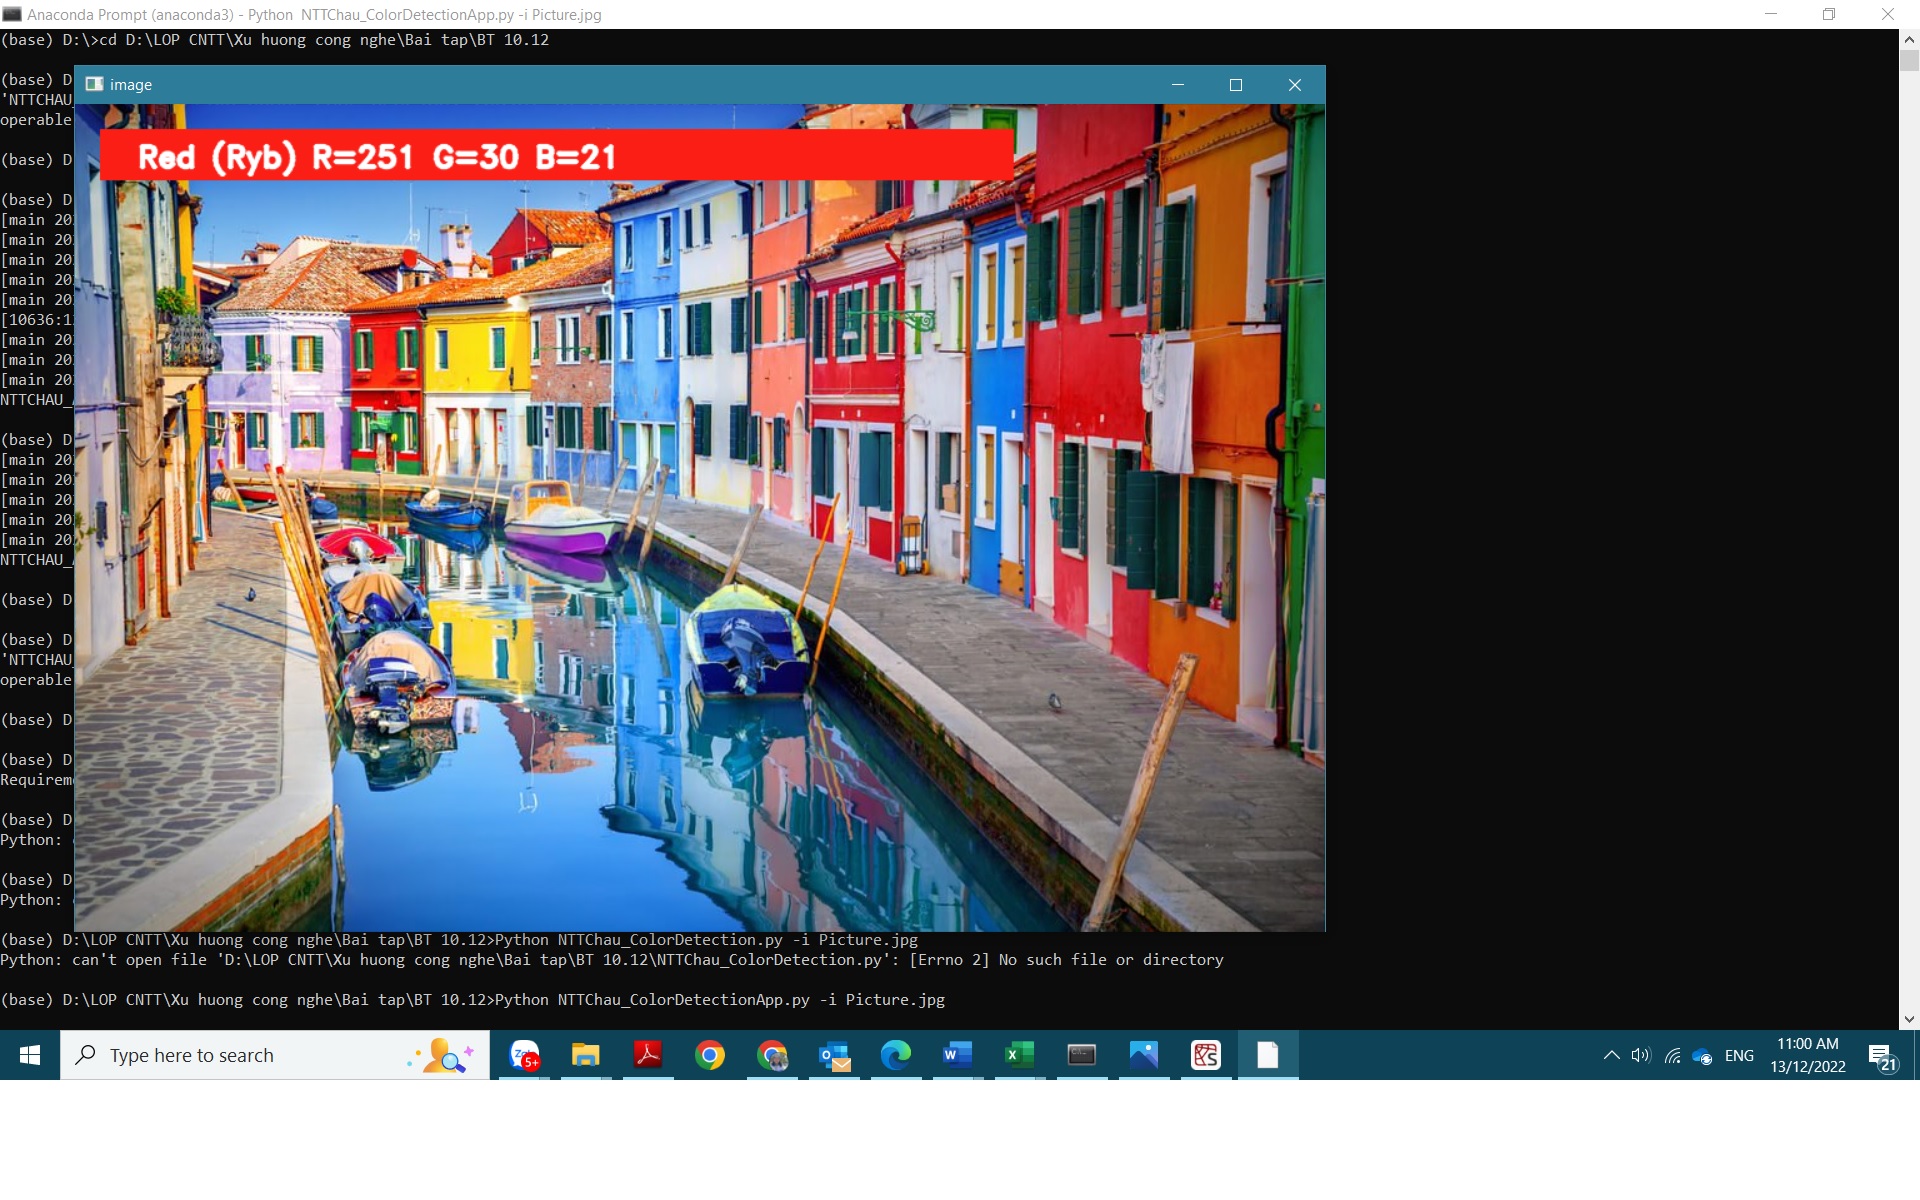 Anaconda Prompt (anaconda3) - Python  NTTChau_ColorDetectionApp.py -i Picture.jpg
(base) D:\>cd D:\LOP CNTT\Xu huong cong nghe\Bai tap\BT 10.12
(base) D
image
'NTTCHAU_
operable
Red (Ryb) R=251 G=30 B=21
(base) D
(base) D
[main 20
[main 20
[main 20
[main 20
[main 20
[10636:1
[main 20
[main 20
[main 20
NTTCHAU_
(base) D
[main 20
[main 20
[main 20
[main 20
[main 20
NTTCHAU_
(base) D
(base) D
'NTTCHAU_
operable
(base) D
(base) D
Requirem
(base) D
Python:
(base) D
Python:
(base) D:\LOP CNTT\Xu huong cong nghe\Bai tap\BT 10.12>Python NTTChau_ColorDetection.py -i Picture.jpg
Python: can't open file 'D:\LOP CNTT\Xu huong cong nghe\Bai tap\BT 10.12\NTTChau_ColorDetection.py': [Errno 2] No such file or directory
(base) D:\LOP CNTT\Xu huong cong nghe\Bai tap\BT 10.12>Python NTTChau_ColorDetectionApp.py -i Picture.jpg
Type here to search
5+
ENG
11:00 AM
13/12/2022
21